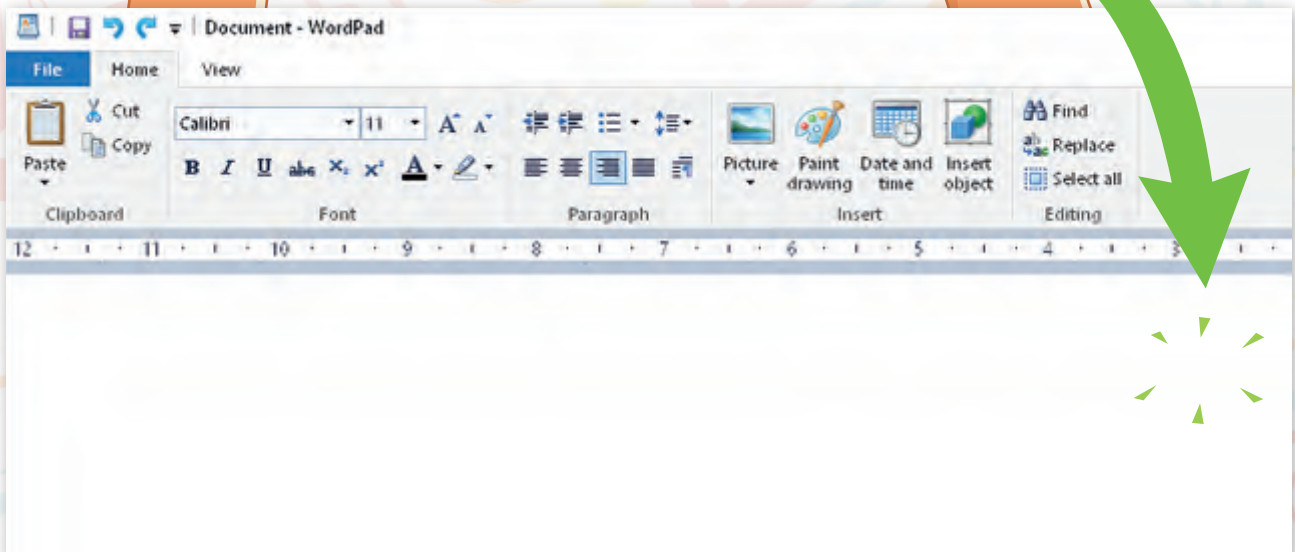 Document - WordPad
File Home View
Cut
Copy
Paste
Clipboard
Calibri 11 A A
B I U abc X₂ x² A
Font
Paragraph
Picture Paint drawing Date and time Insert object
Insert
Find
Replace
Select all
Editing
12 11 10 9 8 7 6 5 4 3